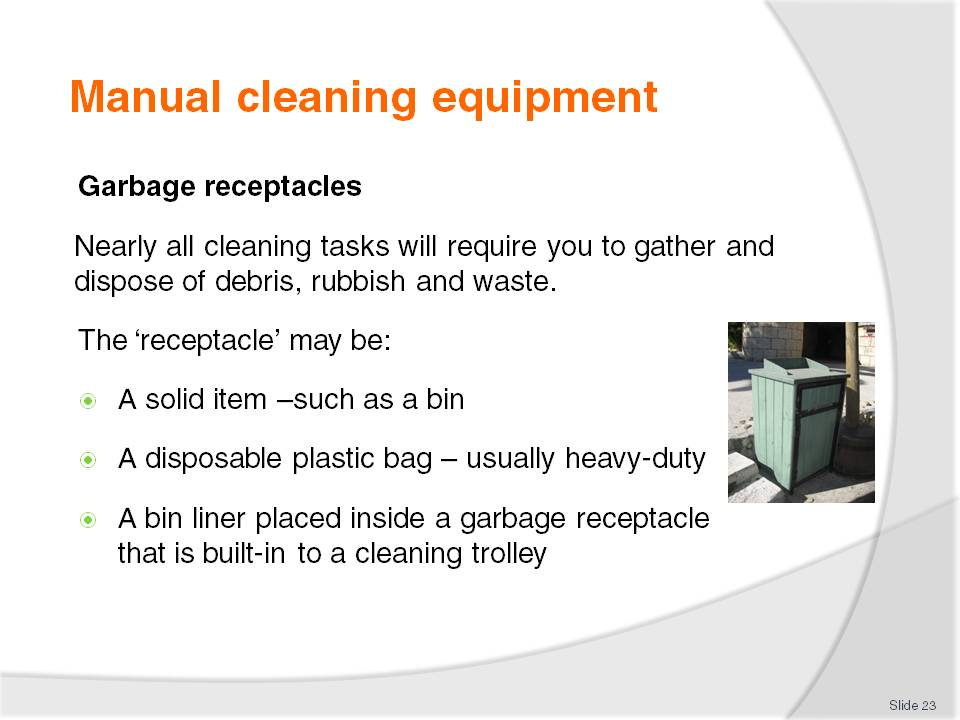 Manual cleaning equipment
Garbage receptacles
Nearly all cleaning tasks will require you to gather and
dispose of debris, rubbish and waste.
The ‘receptacle’ may be:
A solid item –such as a bin
A disposable plastic bag – usually heavy-duty
A bin liner placed inside a garbage receptacle
that is built-in to a cleaning trolley
Slide 23